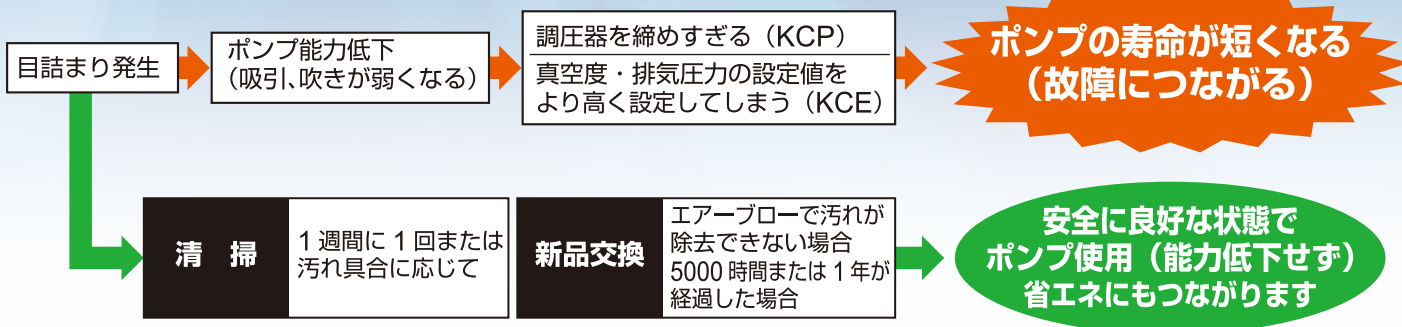 目詰まり発生
ポンプ能力低下
（吸引、吹きが弱くなる）
調圧器を締めすぎる（KCP）
真空度・排気圧力の設定値を
より高く設定してしまう（KCE）
ポンプの寿命が短くなる
（故障につながる）
清　掃
1週間に1回または
汚れ具合に応じて
新品交換
エアーブローで汚れが
除去できない場合
5000時間または1年が
経過した場合
安全に良好な状態で
ポンプ使用（能力低下せず）
省エネにもつながります